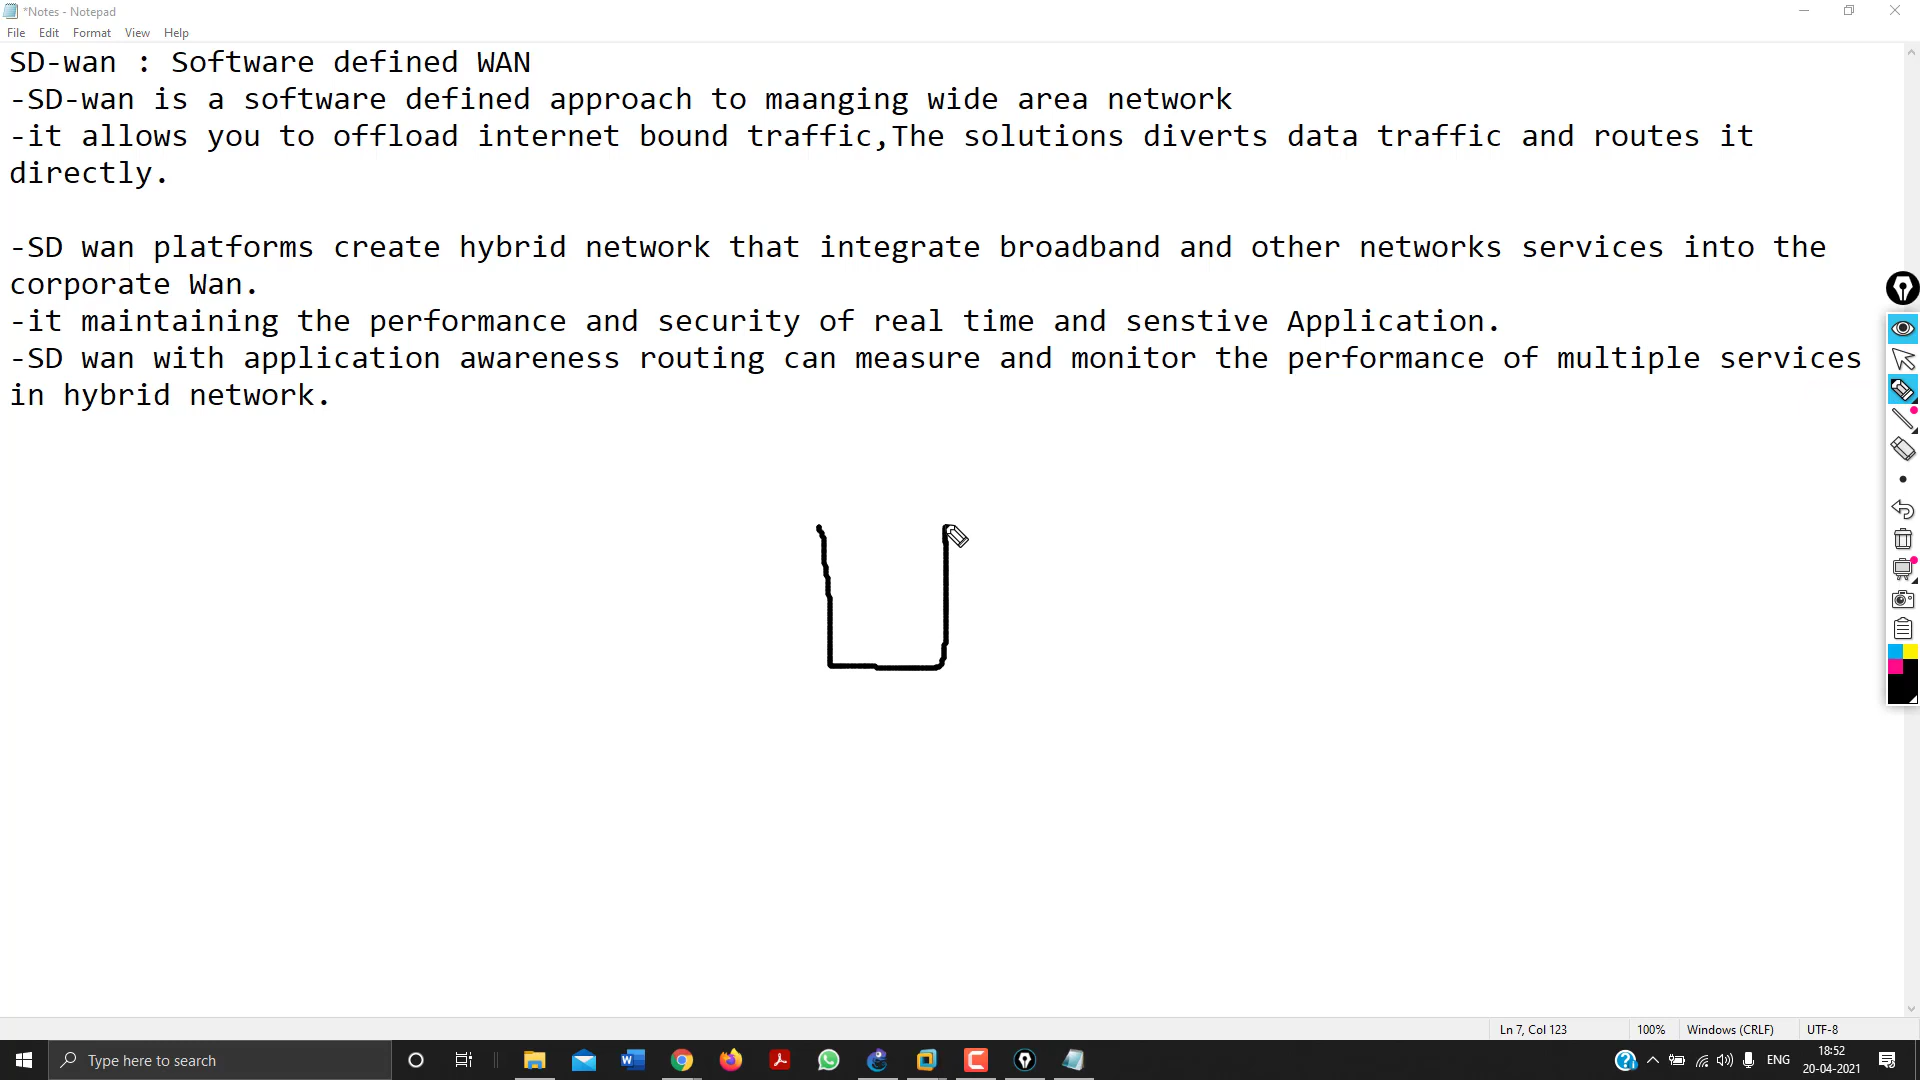 *Notes - Notepad
File Edit Format View Help
SD-wan : Software defined WAN
-SD-wan is a software defined approach to maanging wide area network
-it allows you to offload internet bound traffic,The solutions diverts data traffic and routes it
directly.
-SD wan platforms create hybrid network that integrate broadband and other networks services into the
corporate Wan.
-it maintaining the performance and security of real time and senstive Application.
-SD wan with application awareness routing can measure and monitor the performance of multiple services
in hybrid network.
Ln 7, Col 123 100% Windows (CRLF) UTF-8
Type here to search
ENG
18:52
20-04-2021